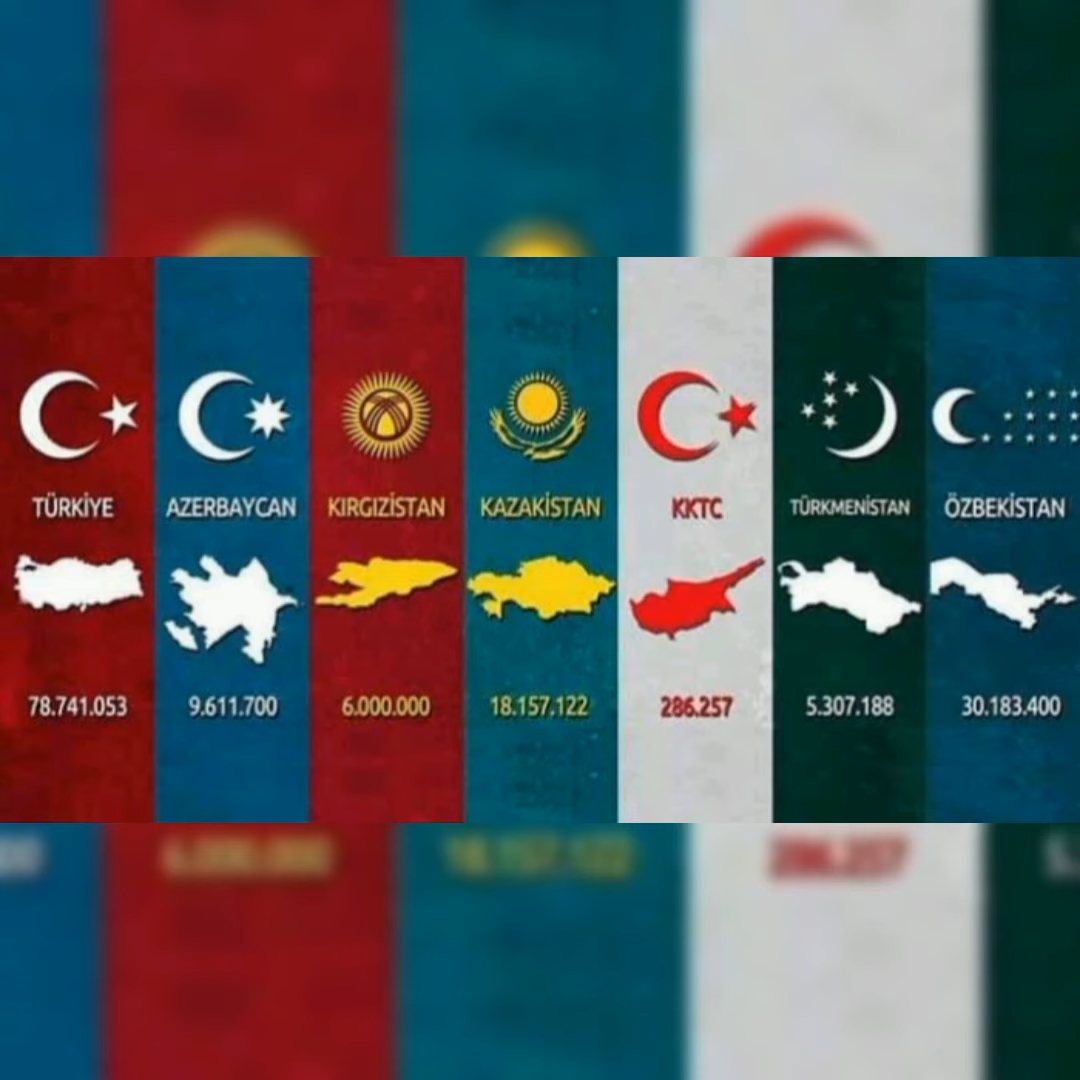 TÜRKİYE
AZERBAYCAN
KIRGIZİSTAN
KAZAKİSTAN
KKTC
TÜRKMENİSTAN
ÖZBEKİSTAN
78.741.053
9.611.700
6.000.000
18.157.122
286.257
5.307.188
30.183.400